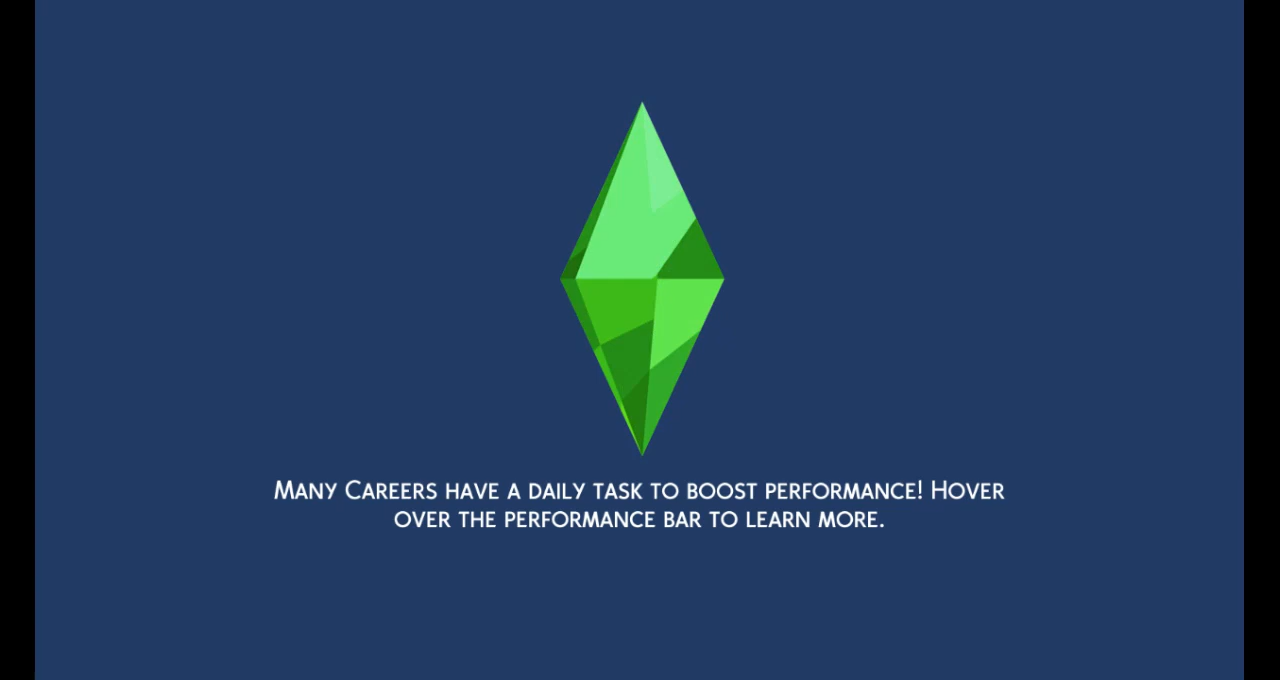 Many Careers have a daily task to boost performance! Hover
over the performance bar to learn more.